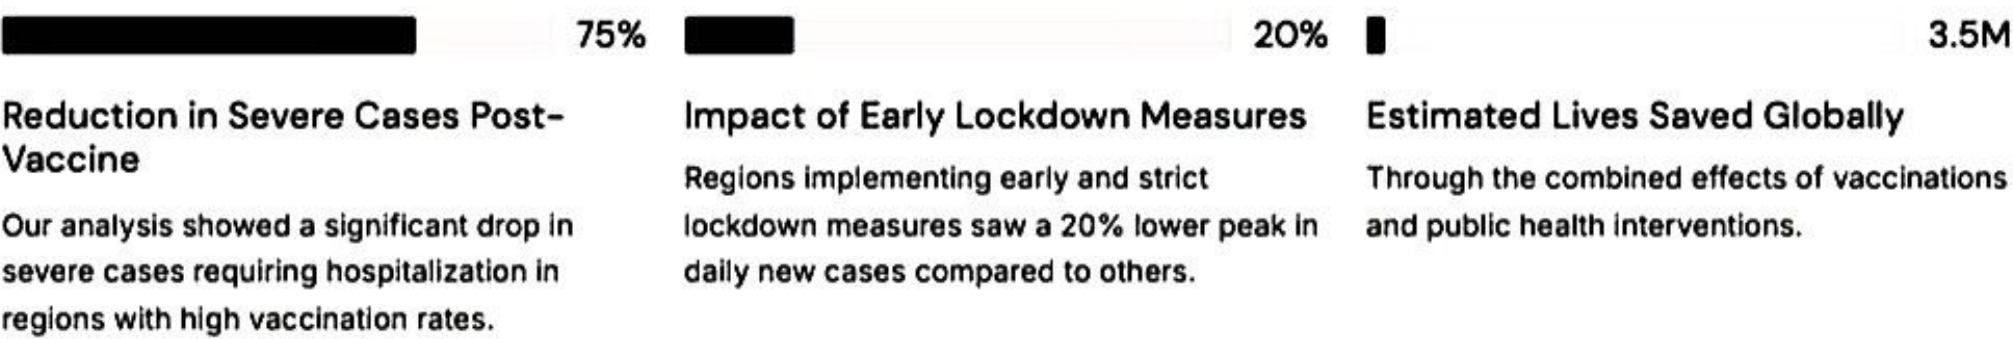 75%
Reduction in Severe Cases Post-
Vaccine
Our analysis showed a significant drop in
severe cases requiring hospitalization in
regions with high vaccination rates.
20%
Impact of Early Lockdown Measures
Regions implementing early and strict
lockdown measures saw a 20% lower peak in
daily new cases compared to others.
3.5M
Estimated Lives Saved Globally
Through the combined effects of vaccinations
and public health interventions.